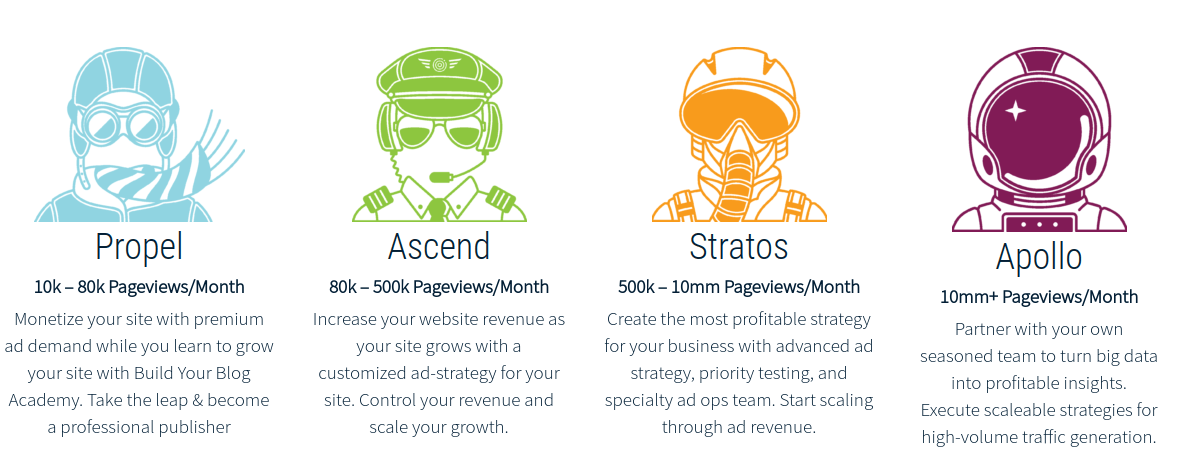 Propel
10k – 80k Pageviews/Month
Monetize your site with premium
ad demand while you learn to grow
your site with Build Your Blog
Academy. Take the leap & become
a professional publisher
Ascend
80k – 500k Pageviews/Month
Increase your website revenue as
your site grows with a
customized ad-strategy for your
site. Control your revenue and
scale your growth.
Stratos
500k – 10mm Pageviews/Month
Create the most profitable strategy
for your business with advanced ad
strategy, priority testing, and
specialty ad ops team. Start scaling
through ad revenue.
Apollo
10mm+ Pageviews/Month
Partner with your own
seasoned team to turn big data
into profitable insights.
Execute scaleable strategies for
high-volume traffic generation.